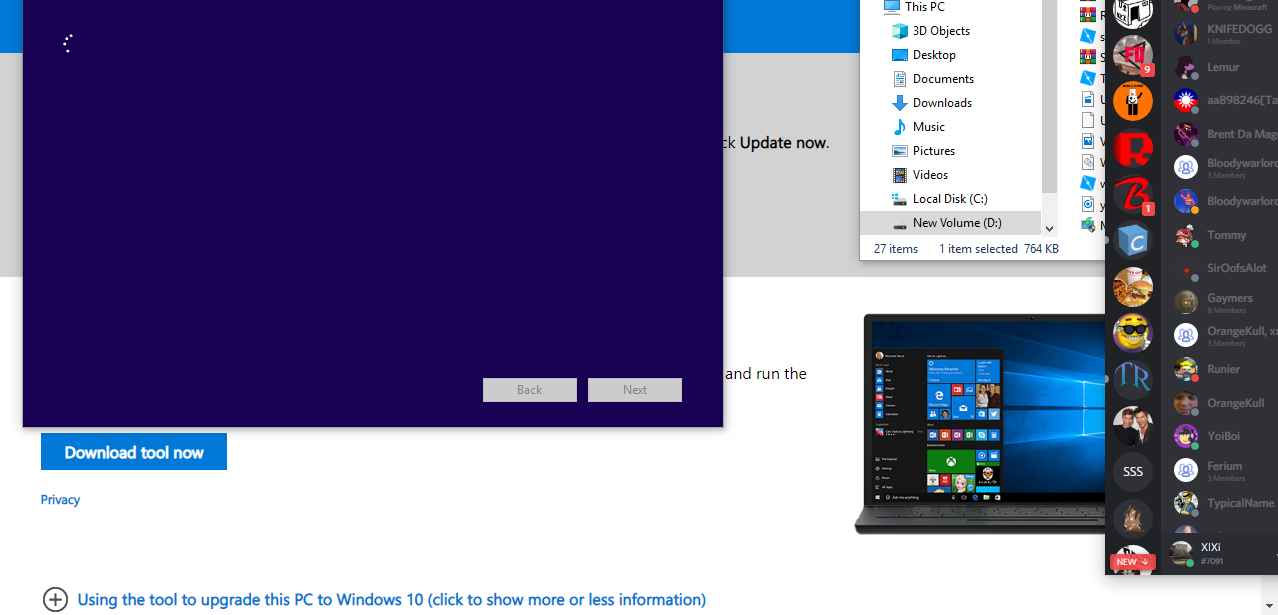 ck Update now.
and run the
Back
Next
Download tool now
Privacy
Using the tool to upgrade this PC to Windows 10 (click to show more or less information)
This PC
3D Objects
Desktop
Documents
Downloads
Music
Pictures
Videos
Local Disk (C:)
New Volume (D:)
27 items
1 item selected 764 KB
9
1
C
TR
SSS
NEW
Playing Minecraft
KNIFEDOGG
1 Member
Lemur
aa898246[Ta
Brent Da Mag
Bloodywarlord
3 Members
Bloodywarlord
Tommy
SirOofsAlot
Gaymers
8 Members
OrangeKull, x
3 Members
Runier
OrangeKull
YoiBoi
Ferium
3 Members
TypicalName
XIXi
#7091